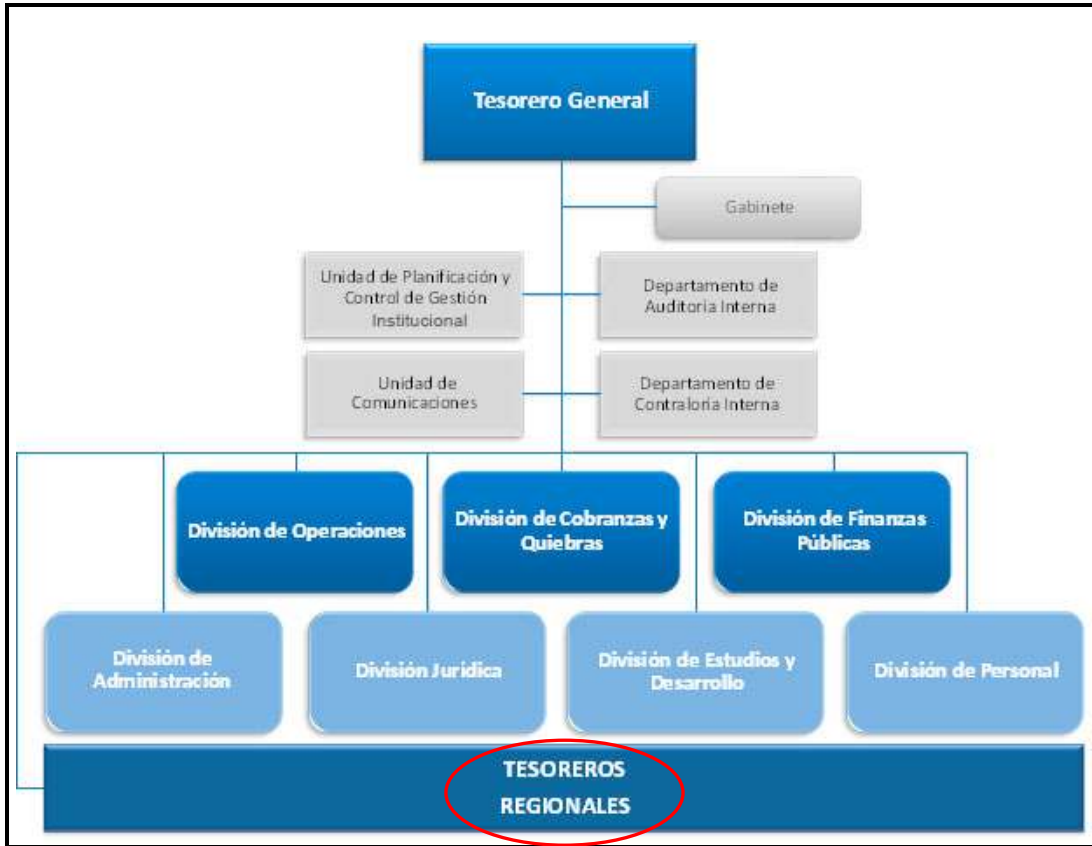 Tesorero General
Gabinete
Unidad de Planificación y
Control de Gestión
Institucional
Departamento de
Auditoria Interna
Unidad de
Comunicaciones
Departamento de
Contraloria Interna
División de Operaciones
División de Cobranzas y
Quiebras
División de Finanzas
Públicas
División de
Administración
División Juridica
División de Estudios y
Desarrollo
División de Personal
TESOREROS
REGIONALES